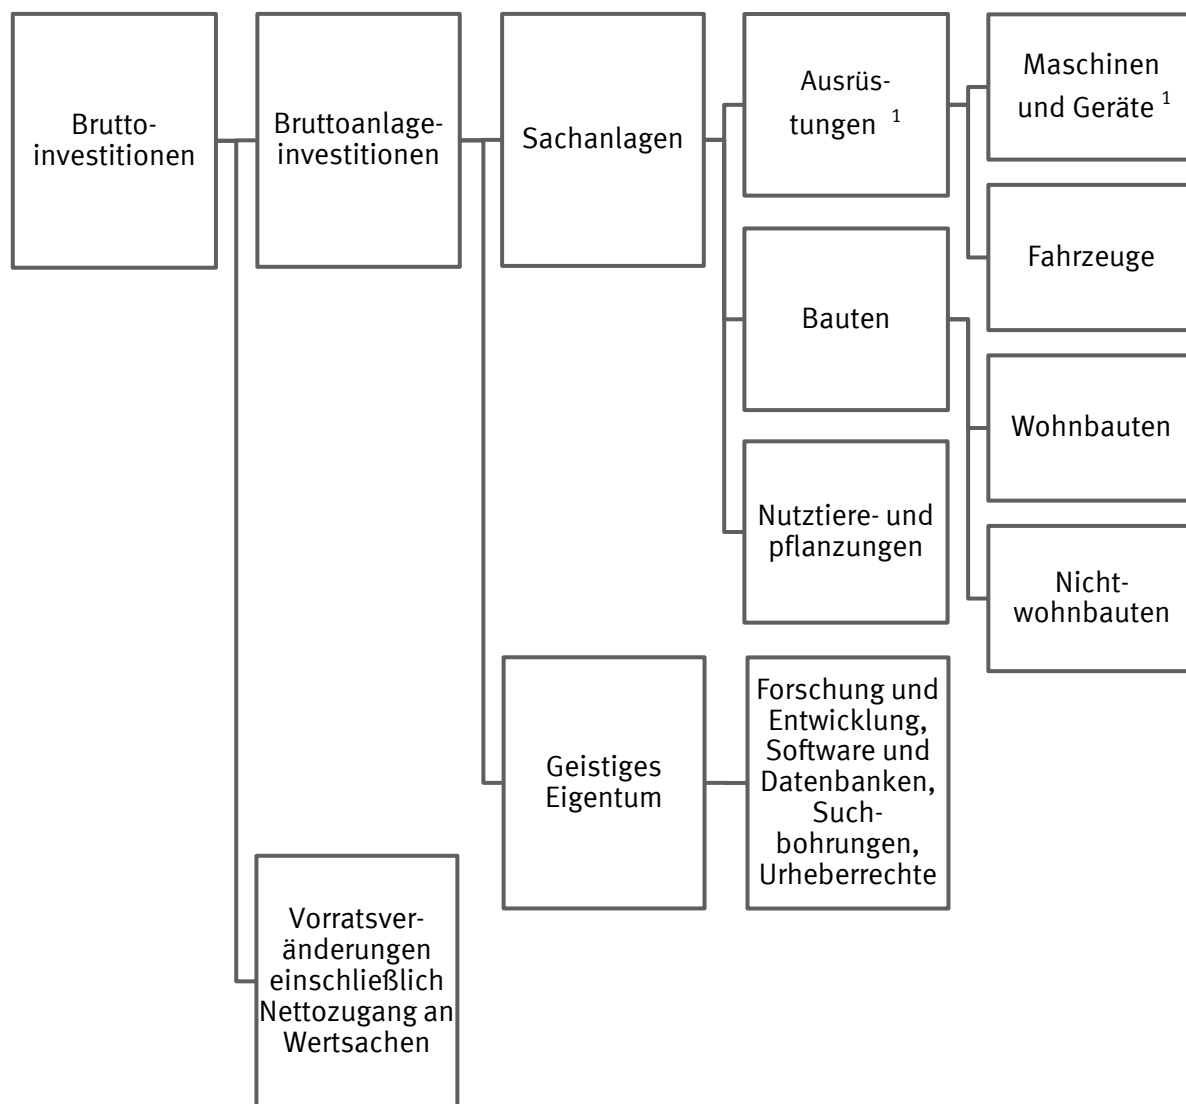 Brutto-
investitionen
Bruttoanlage-
investitionen
Sachanlagen
Ausrüs-
tungen ¹
Maschinen
und Geräte ¹
Fahrzeuge
Bauten
Wohnbauten
Nutztiere- und
pflanzungen
Nicht-
wohnbauten
Geistiges
Eigentum
Forschung und
Entwicklung,
Software und
Datenbanken,
Such-
bohrungen,
Urheberrechte
Vorratsver-
änderungen
einschließlich
Nettozugang an
Wertsachen